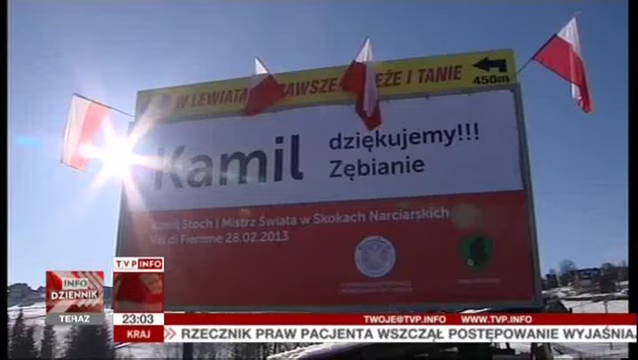 W LEWIATA
ZAWSZE
ŻE I TANIE
450m
Kamil
dziękujemy!!!
Zębianie
Kamil Stoch | Mistrz Świata w Skokach Narciarskich
Val di Fiemme 28.02.2013
TVP INFO
INFO
DZIENNIK
TERAZ
23:03
KRAJ
TWOJE@TVP.INFO
WWW.TVP.INFO
RZECZNIK PRAW PACJENTA WSZCZĄŁ POSTĘPOWANIE WYJAŚNIA